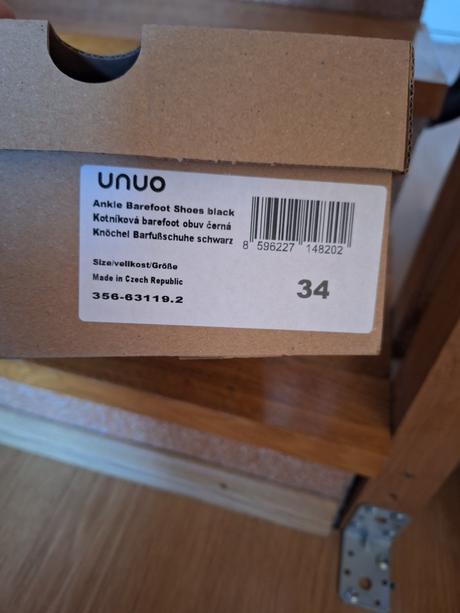 unuo
Ankle Barefoot Shoes black
Kotníková barefoot obuv černá
Knöchel Barfußschuhe schwarz
8 596227 148202
Size/velikost/Größe
Made in Czech Republic
34
356-63119.2